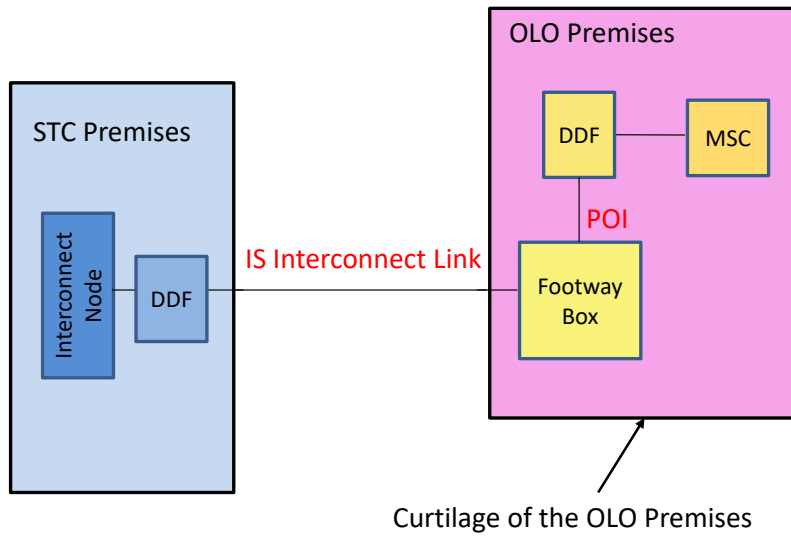 OLO Premises
STC Premises
DDF
MSC
POI
IS Interconnect Link
Interconnect
Node
DDF
Footway
Box
Curtilage of the OLO Premises